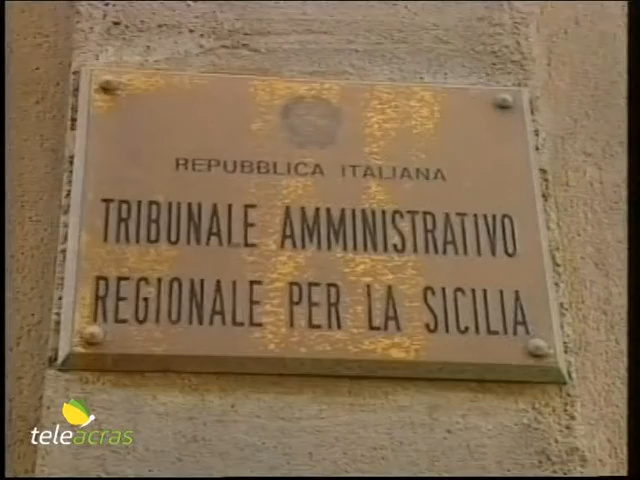 REPUBBLICA ITALIANA
TRIBUNALE AMMINISTRATIVO
REGIONALE PER LA SICILIA
teleacras